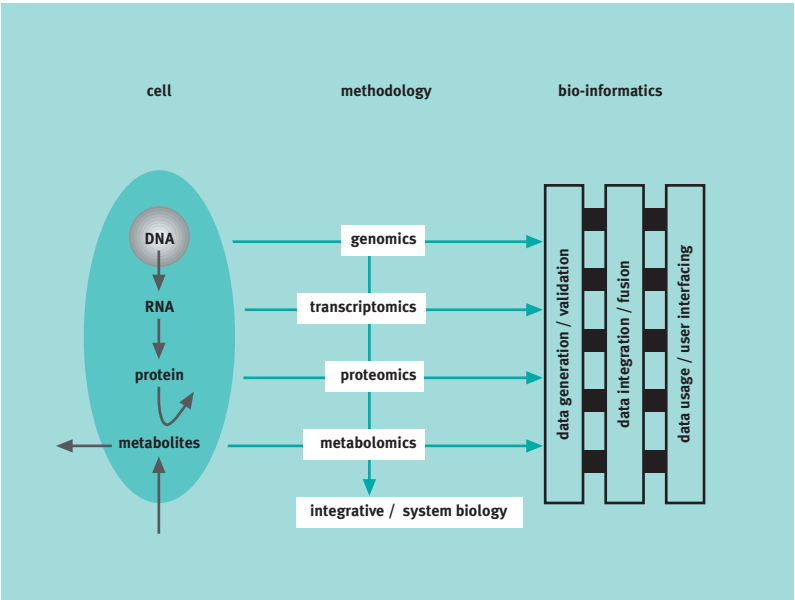 cell
methodology
bio-informatics
DNA
genomics
RNA
transcriptomics
protein
proteomics
metabolites
metabolomics
integrative / system biology
data generation / validation
data integration / fusion
data usage / user interfacing